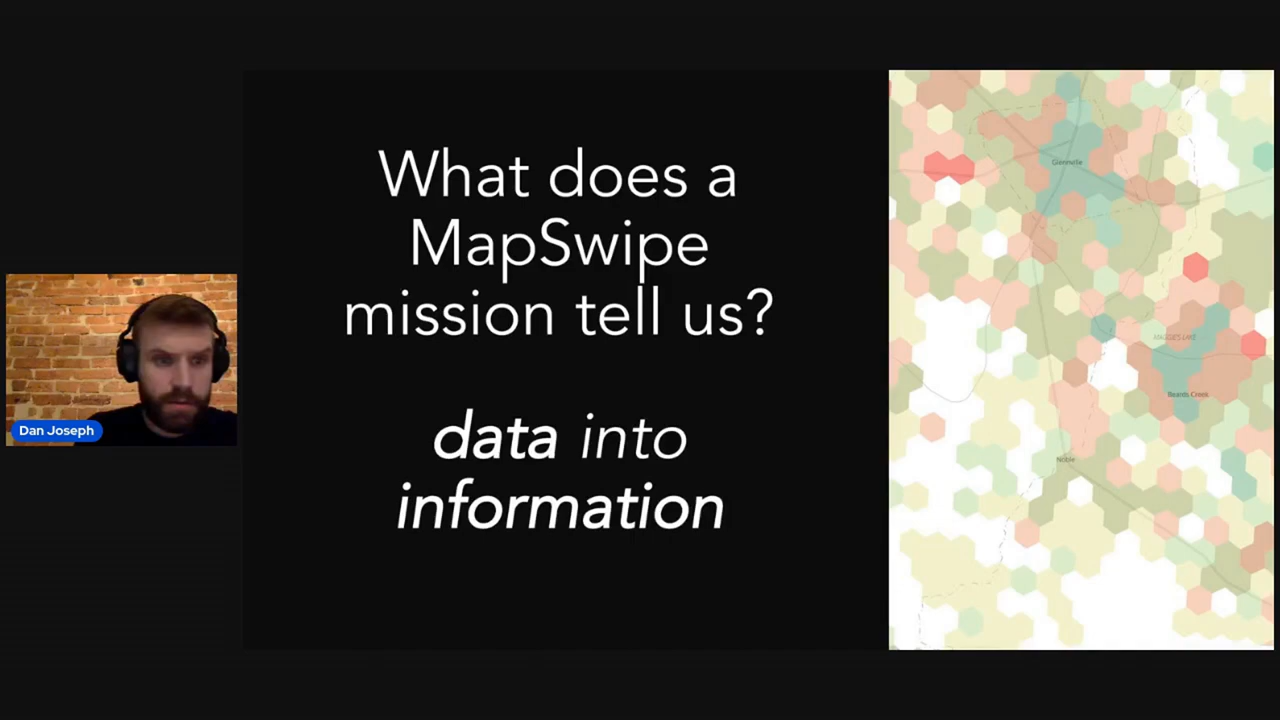 What does a
MapSwipe
mission tell us?
data into
information
Dan Joseph
Glennville
Beards Creek
Noble